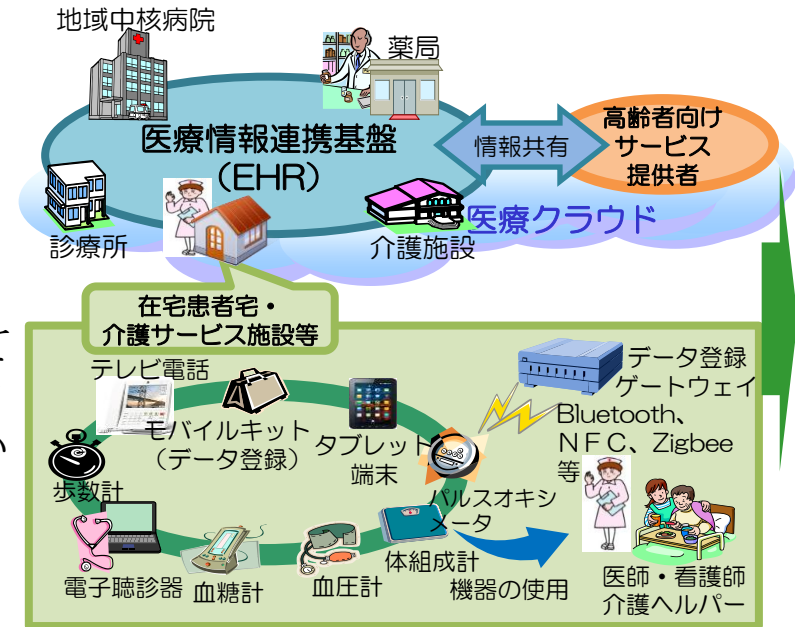 地域中核病院
薬局
医療情報連携基盤
（EHR）
情報共有
高齢者向け
サービス
提供者
診療所
介護施設
医療クラウド
在宅患者宅・
介護サービス施設等
て
い
テレビ電話
モバイルキット
（データ登録）
タブレット
端末
データ登録
ゲートウェイ
Bluetooth、
ＮＦＣ、Zigbee
等
歩数計
パルスオキシ
メータ
電子聴診器
血糖計
血圧計
体組成計
機器の使用
医師・看護師
介護ヘルパー